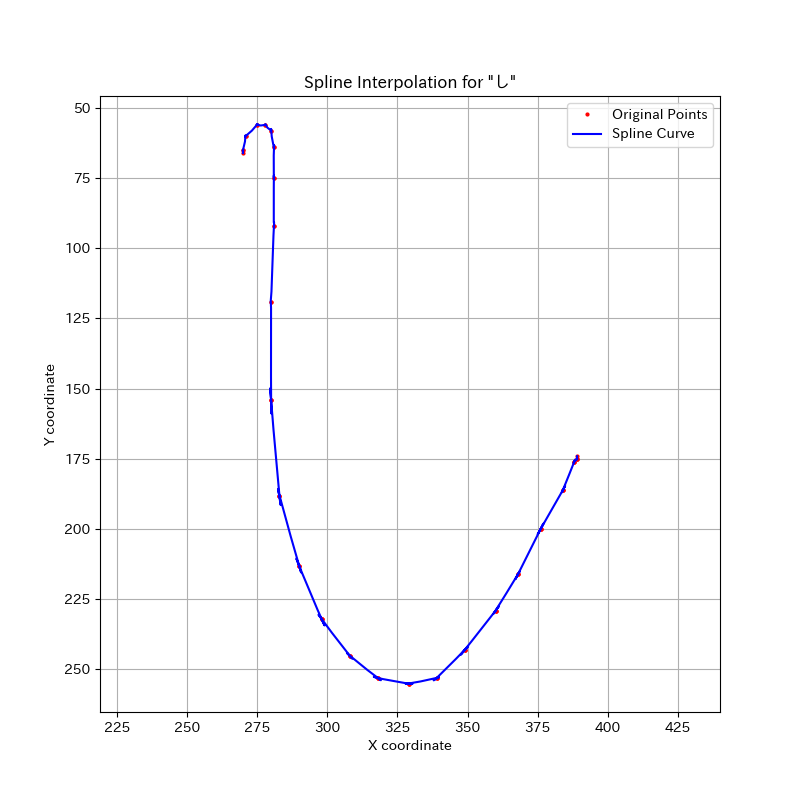 Spline Interpolation for "し"
Original Points
Spline Curve
50
75
100
125
150
175
200
225
250
Y coordinate
225 250 275 300 325 350 375 400 425
X coordinate